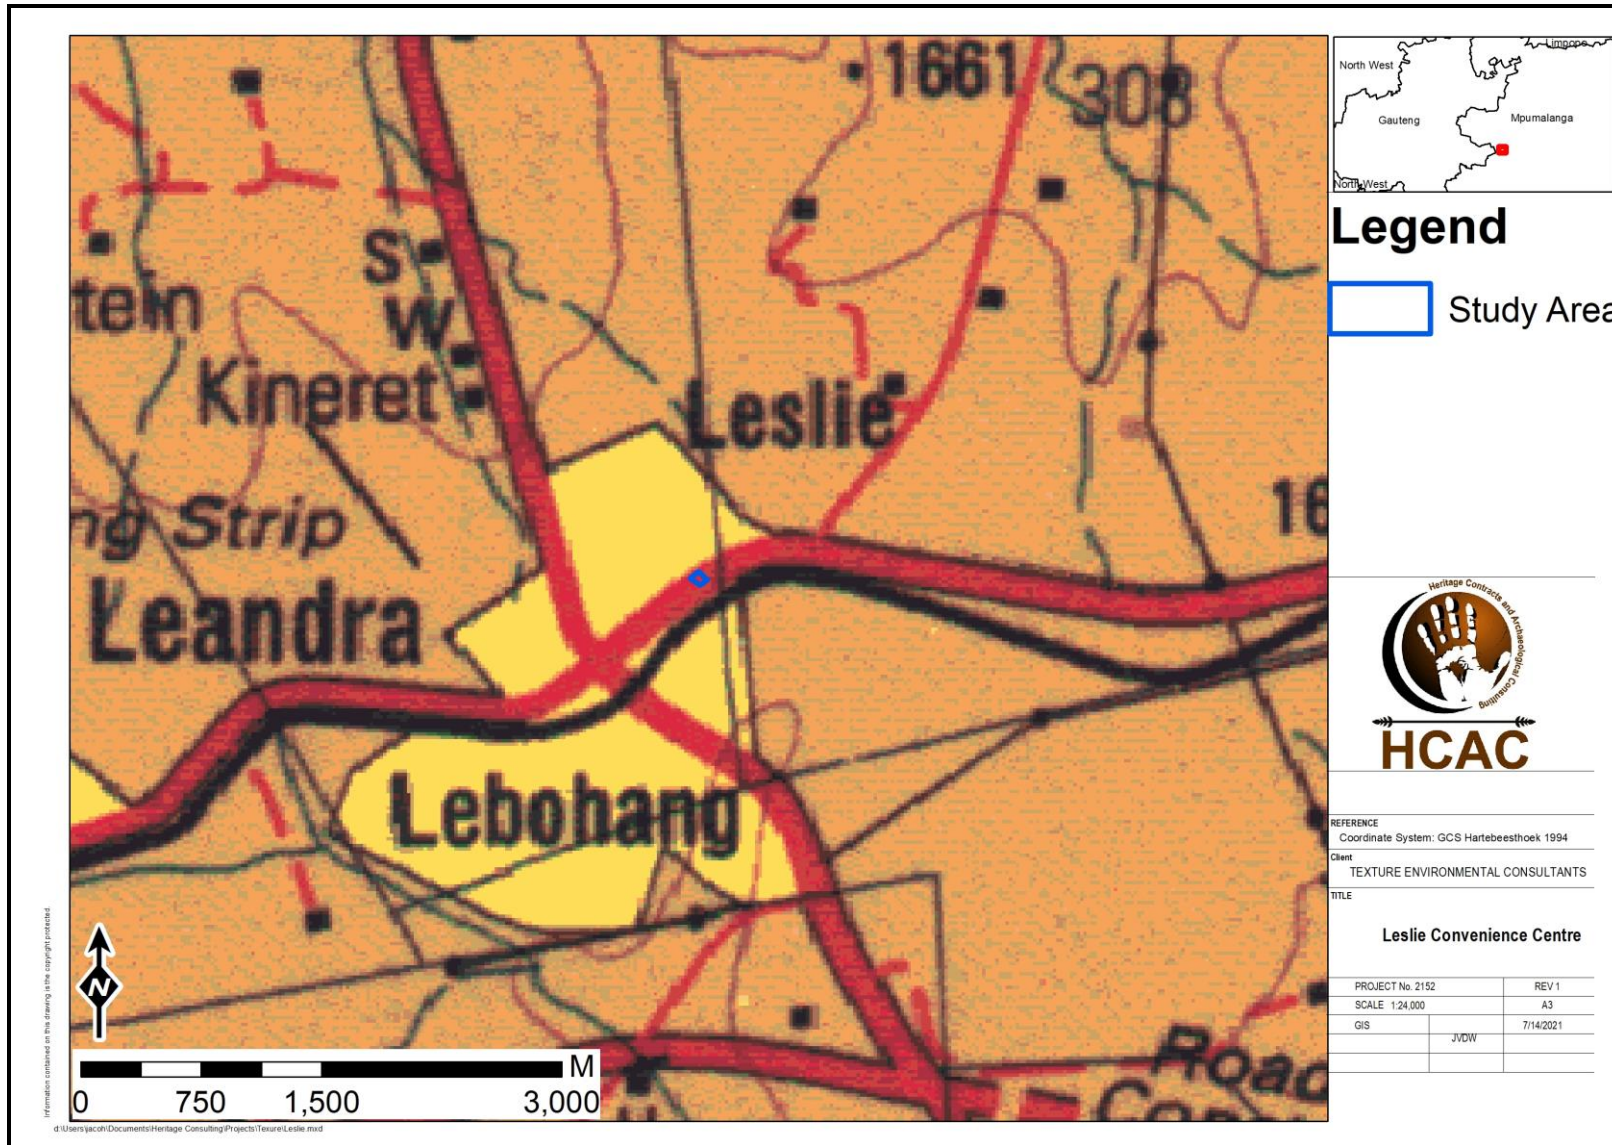 1661
308
Limpopo
North West
Gauteng
Mpumalanga
North West
Legend
Study Area
S
W
tein
Kineret
Leslie
ng Strip
16
Leandra
Lebohang
Heritage Contracts and Archaeological Consulting
HCAC
REFERENCE
Coordinate System: GCS Hartebeesthoek 1994
Client
TEXTURE ENVIRONMENTAL CONSULTANTS
TITLE
Leslie Convenience Centre
PROJECT No. 2152 REV 1
SCALE 1:24,000 A3
GIS JVDW 7/14/2021
Road
N
M
0 750 1,500 3,000
Information contained on this drawing is the copyright protected.
d:\Users\jacoh\Documents\Heritage Consulting\Projects\Texure\Leslie.mxd